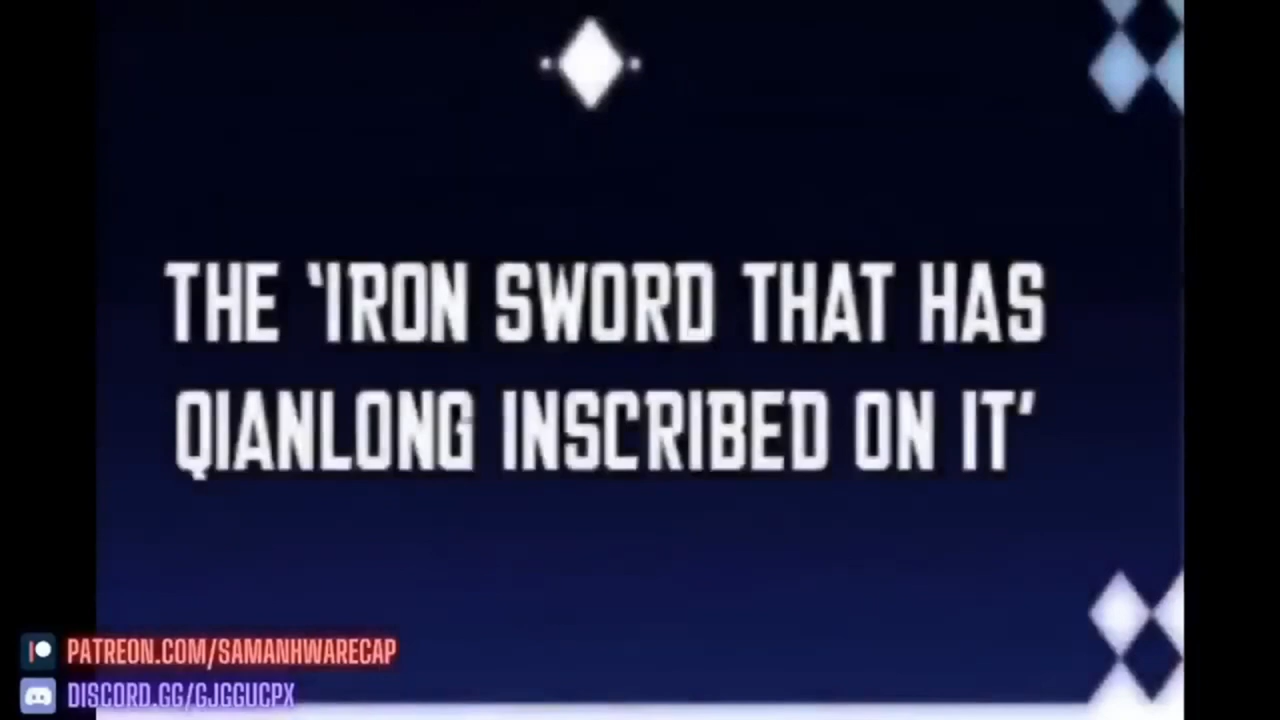 THE 'IRON SWORD THAT HAS
QIANLONG INSCRIBED ON IT'
PATREON.COM/SAMANHWARECAP
DISCORD.GG/GJGGUCPX